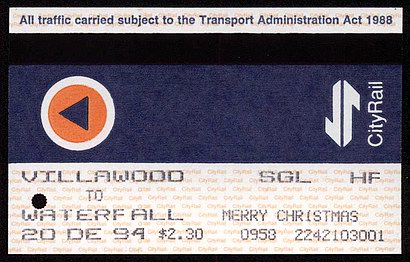 All traffic carried subject to the Transport Administration Act 1988
CityRail
VILLAWOOD SGL HF
TO
WATERFALL MERRY CHRISTMAS
20 DE 94 $2.30 0958 2242103001